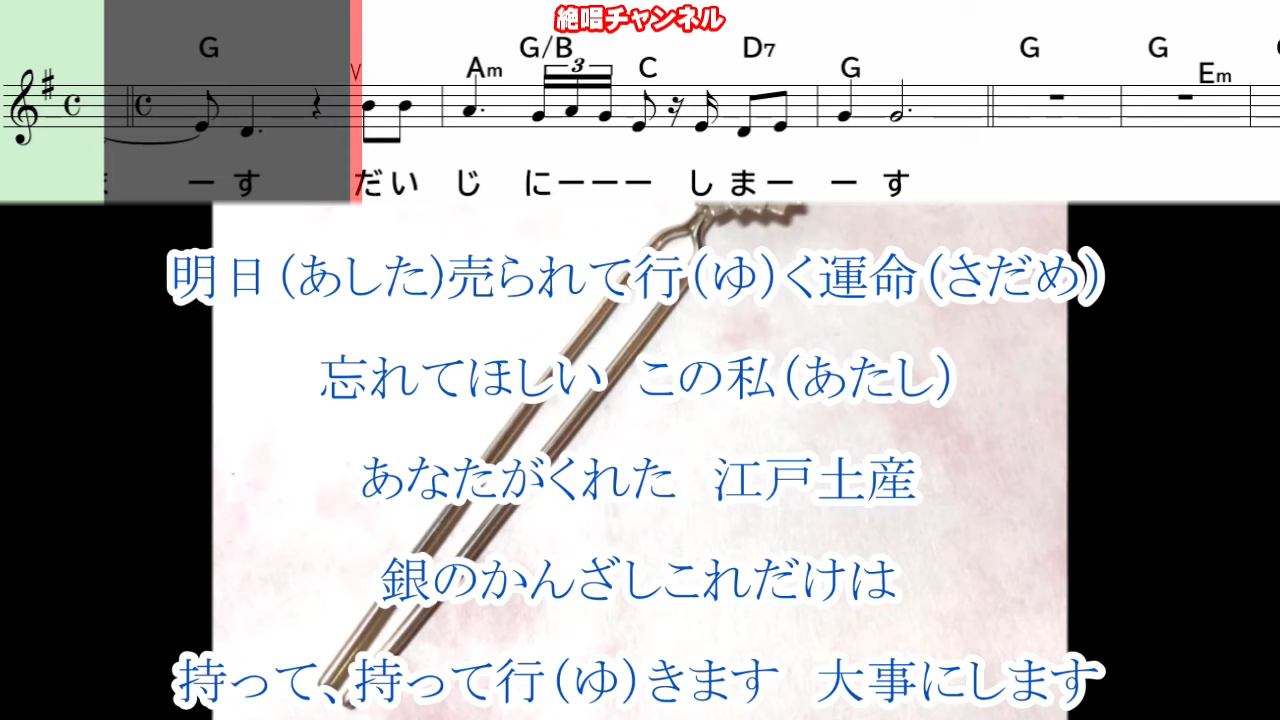 絶唱チャンネル
G V Am G/B 3 C D7 G G G Em
ーす だいじ にーーー しまー ーす
明日(あした)売られて行(ゆ)く運命(さだめ)
忘れてほしい この私(あたし)
あなたがくれた 江戸土産
銀のかんざしこれだけは
持って、持って行(ゆ)きます 大事にします